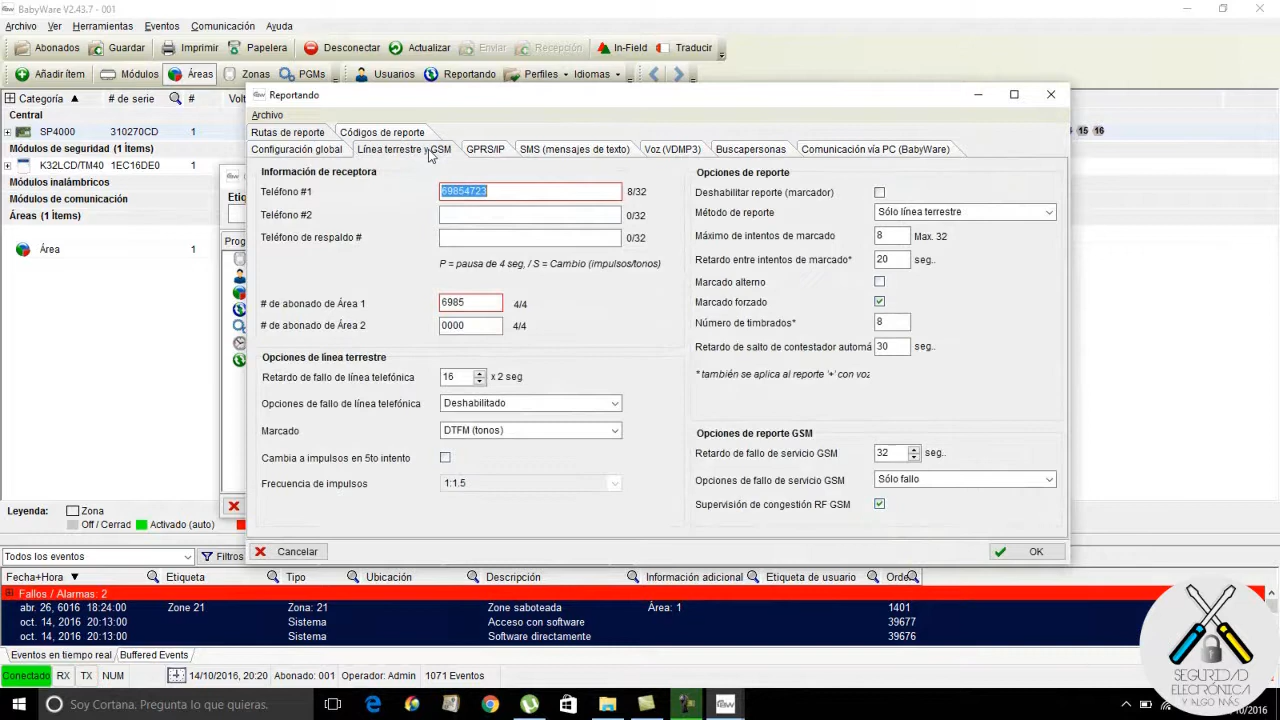 BabyWare V2.43.7 - 001
Archivo Ver Herramientas Eventos Comunicación Ayuda
Abonados Guardar Imprimir Papelera Desconectar Actualizar Enviar Recepción In-Field Traducir
Añadir ítem Módulos Áreas Zonas PGMs Usuarios Reportando Perfiles Idiomas
Categoría # de serie #
Central
SP4000 310270CD 1
15 16
Módulos de seguridad (1 Ítems)
K32LCD/TM40 1EC16DE0 1
Módulos inalámbricos
Módulos de comunicación
Áreas (1 Ítems)
Área 1
Reportando
Archivo
Rutas de reporte Códigos de reporte
Configuración global Línea terrestre y GSM GPRS/IP SMS (mensajes de texto) Voz (VDMP3) Buscapersonas Comunicación vía PC (BabyWare)
Información de receptora
Teléfono #1 69854723 8/32
Teléfono #2 0/32
Teléfono de respaldo # 0/32
P = pausa de 4 seg, / S = Cambio (impulsos/tonos)
# de abonado de Área 1 6985 4/4
# de abonado de Área 2 0000 4/4
Opciones de línea terrestre
Retardo de fallo de línea telefónica 16 x 2 seg
Opciones de fallo de línea telefónica Deshabilitado
Marcado DTFM (tonos)
Cambia a impulsos en 5to intento
Frecuencia de impulsos 1:1.5
Opciones de reporte
Deshabilitar reporte (marcador)
Método de reporte Sólo línea terrestre
Máximo de intentos de marcado 8 Max. 32
Retardo entre intentos de marcado* 20 seg..
Marcado alterno
Marcado forzado
Número de timbrados* 8
Retardo de salto de contestador automá 30 seg..
* también se aplica al reporte '+' con voz
Opciones de reporte GSM
Retardo de fallo de servicio GSM 32 seg..
Opciones de fallo de servicio GSM Sólo fallo
Supervisión de congestión RF GSM
Cancelar OK
Leyenda: Zona
Off / Cerrad Activado (auto)
Todos los eventos Filtros
Fecha+Hora Etiqueta Tipo Ubicación Descripción Información adicional Etiqueta de usuario Orde
Fallos / Alarmas: 2
abr. 26, 6016 18:24:00 Zone 21 Zona: 21 Zone saboteada Área: 1 1401
oct. 14, 2016 20:13:00 Sistema Acceso con software 39677
oct. 14, 2016 20:13:00 Sistema Software directamente 39676
Eventos en tiempo real Buffered Events
Conectado RX TX NUM 14/10/2016, 20:20 Abonado: 001 Operador: Admin 1071 Eventos
Soy Cortana. Pregunta lo que quieras.
SEGURIDAD
ELECTRÓNICA
Y ALGO MÁS